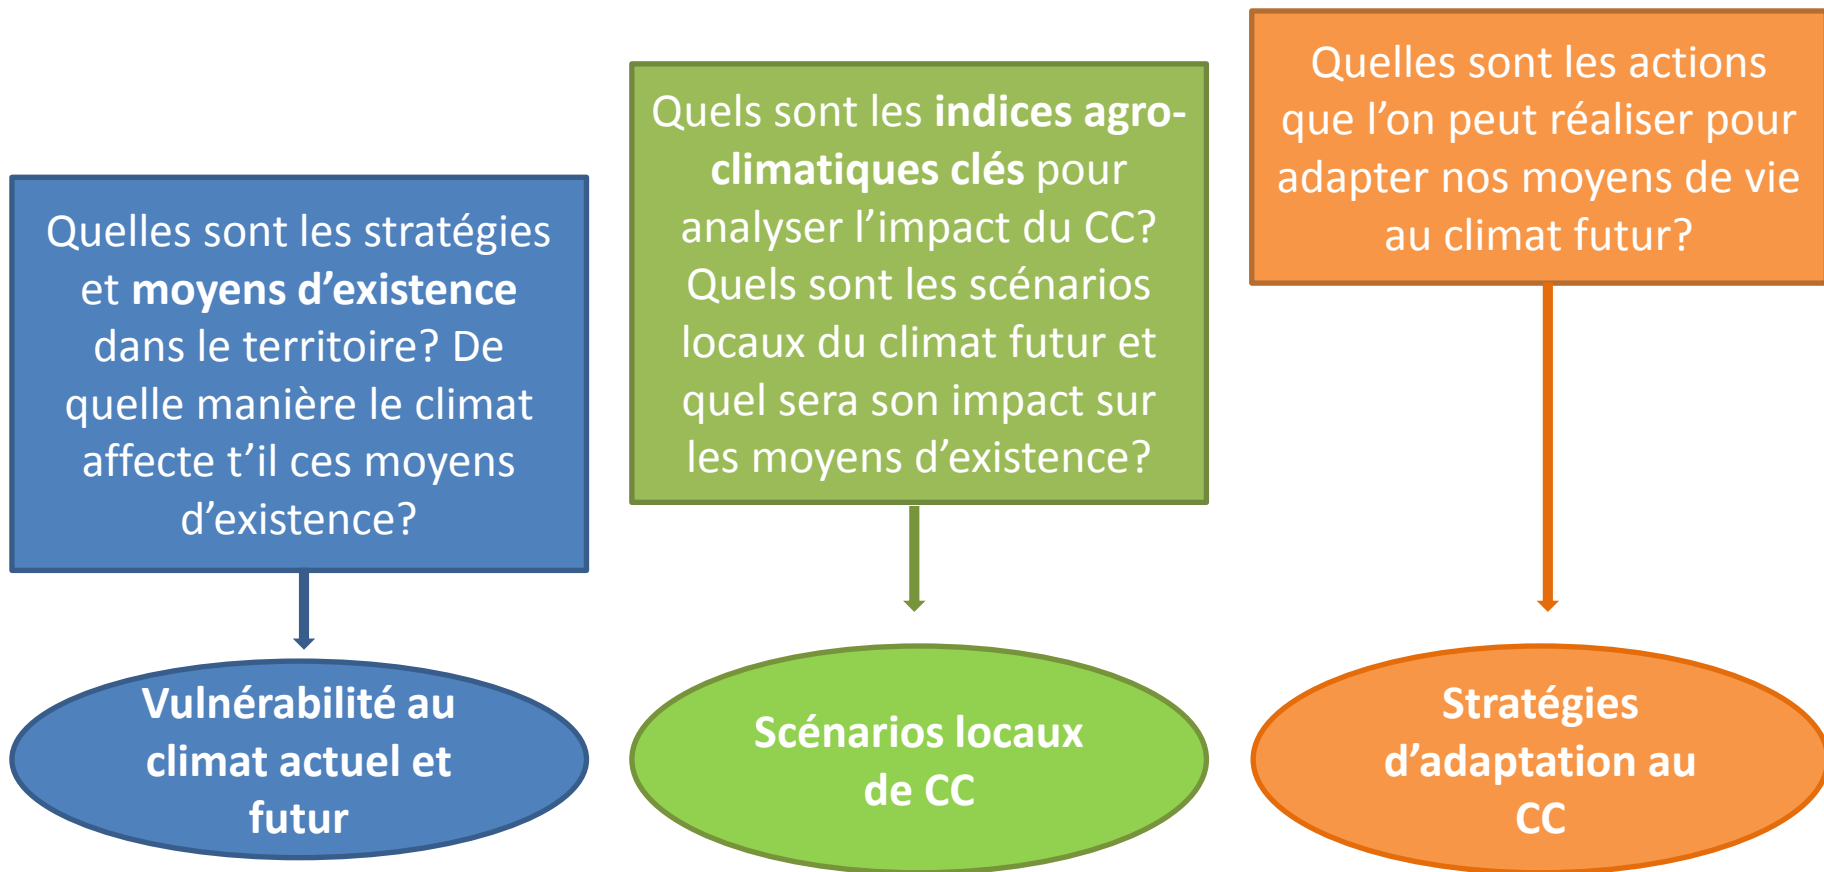 Quelles sont les stratégies
et moyens d’existence
dans le territoire? De
quelle manière le climat
affecte t’il ces moyens
d’existence?
Vulnérabilité au
climat actuel et
futur
Quels sont les indices agro-
climatiques clés pour
analyser l’impact du CC?
Quels sont les scénarios
locaux du climat futur et
quel sera son impact sur
les moyens d’existence?
Scénarios locaux
de CC
Quelles sont les actions
que l’on peut réaliser pour
adapter nos moyens de vie
au climat futur?
Stratégies
d’adaptation au
CC